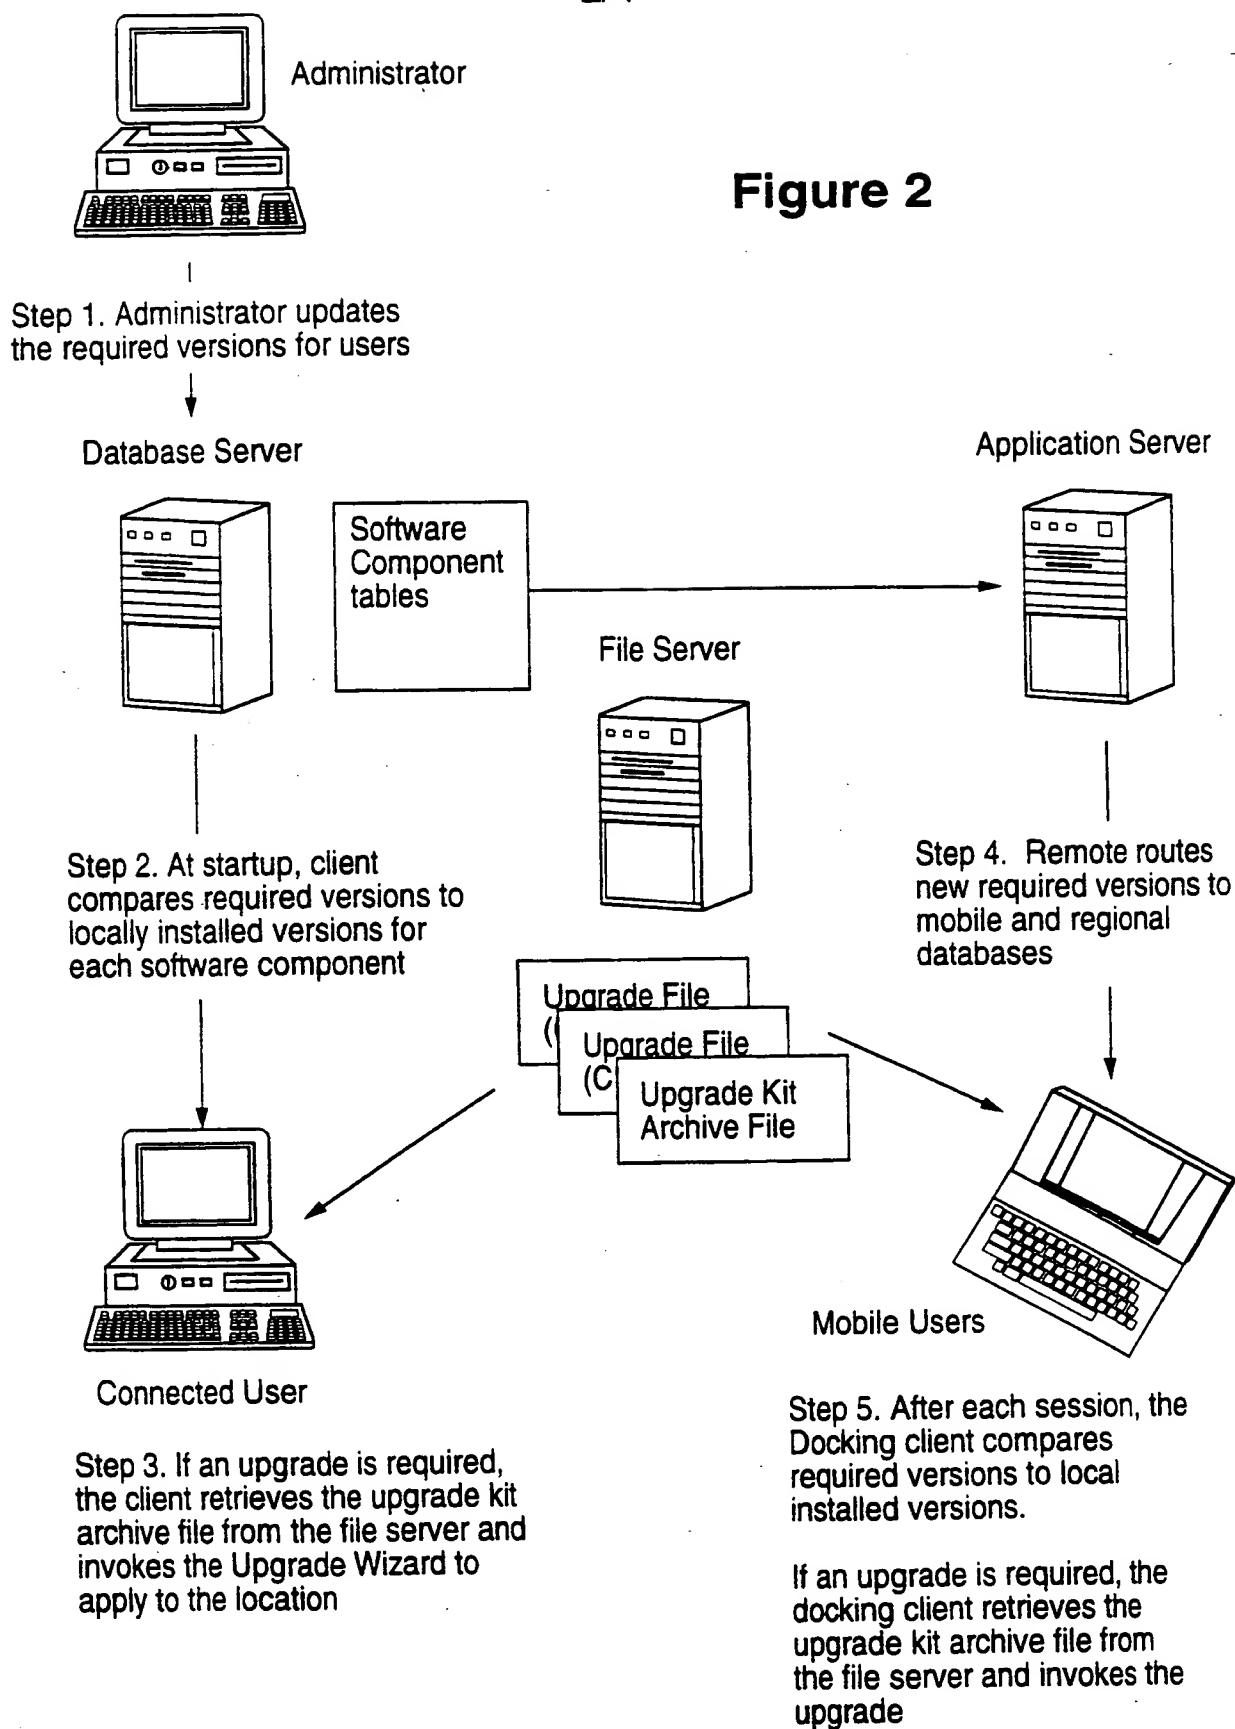 Administrator
Figure 2
Step 1. Administrator updates
the required versions for users
Database Server
Application Server
Software
Component
tables
File Server
Step 2. At startup, client
compares required versions to
locally installed versions for
each software component
Step 4. Remote routes
new required versions to
mobile and regional
databases
Upgrade File
(
Upgrade File
(C
Upgrade Kit
Archive File
Mobile Users
Connected User
Step 3. If an upgrade is required,
the client retrieves the upgrade kit
archive file from the file server and
invokes the Upgrade Wizard to
apply to the location
Step 5. After each session, the
Docking client compares
required versions to local
installed versions.
If an upgrade is required, the
docking client retrieves the
upgrade kit archive file from
the file server and invokes the
upgrade